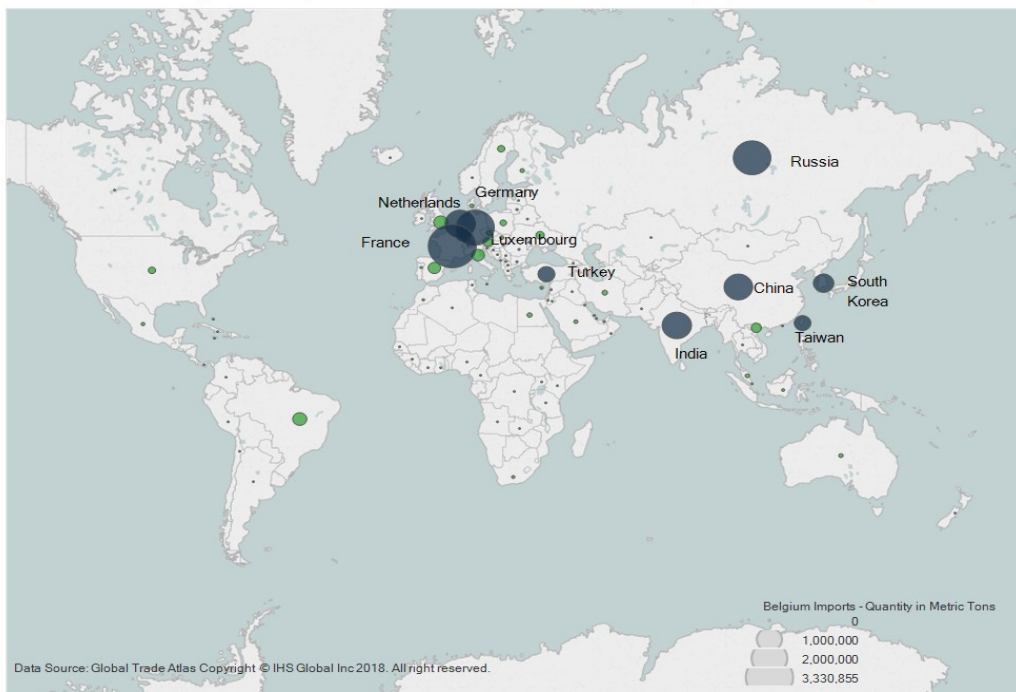 Russia
Germany
Netherlands
France
Luxembourg
Turkey
China
South
Korea
Taiwan
India
Belgium Imports - Quantity in Metric Tons
0
1,000,000
2,000,000
3,330,855
Data Source: Global Trade Atlas Copyright © IHS Global Inc 2018. All right reserved.